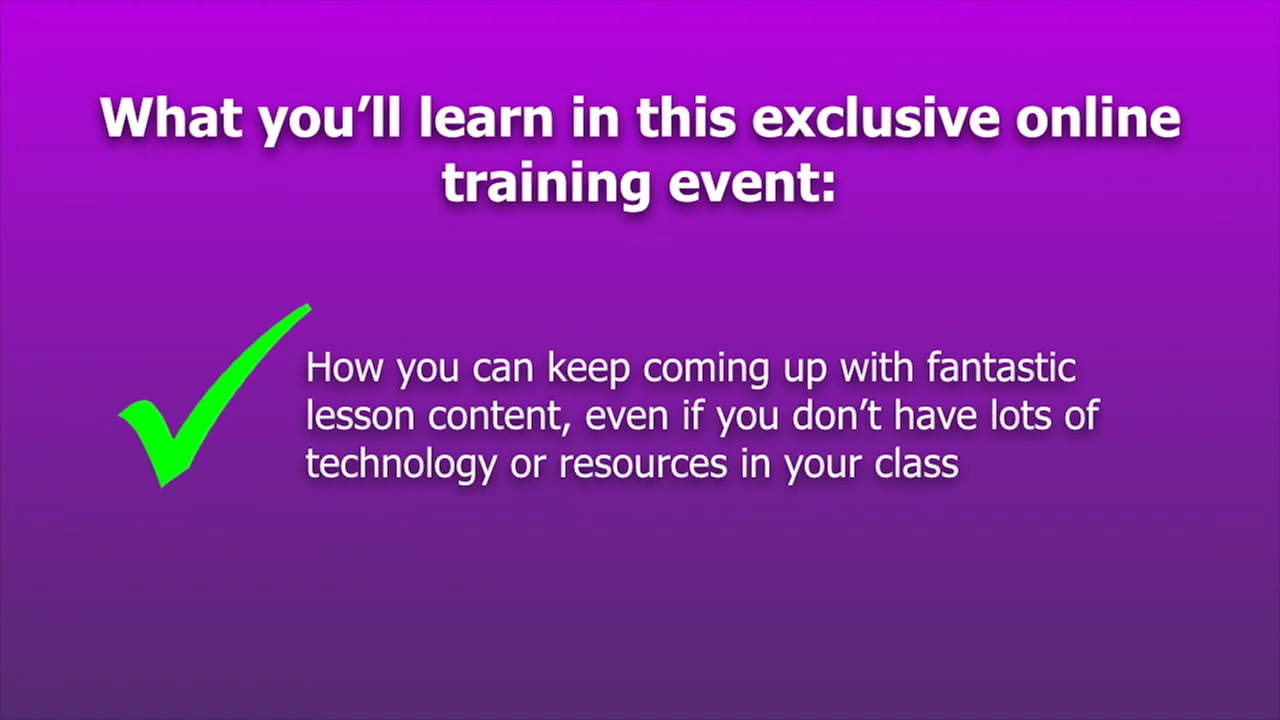 What you’ll learn in this exclusive online
training event:
How you can keep coming up with fantastic
lesson content, even if you don’t have lots of
technology or resources in your class